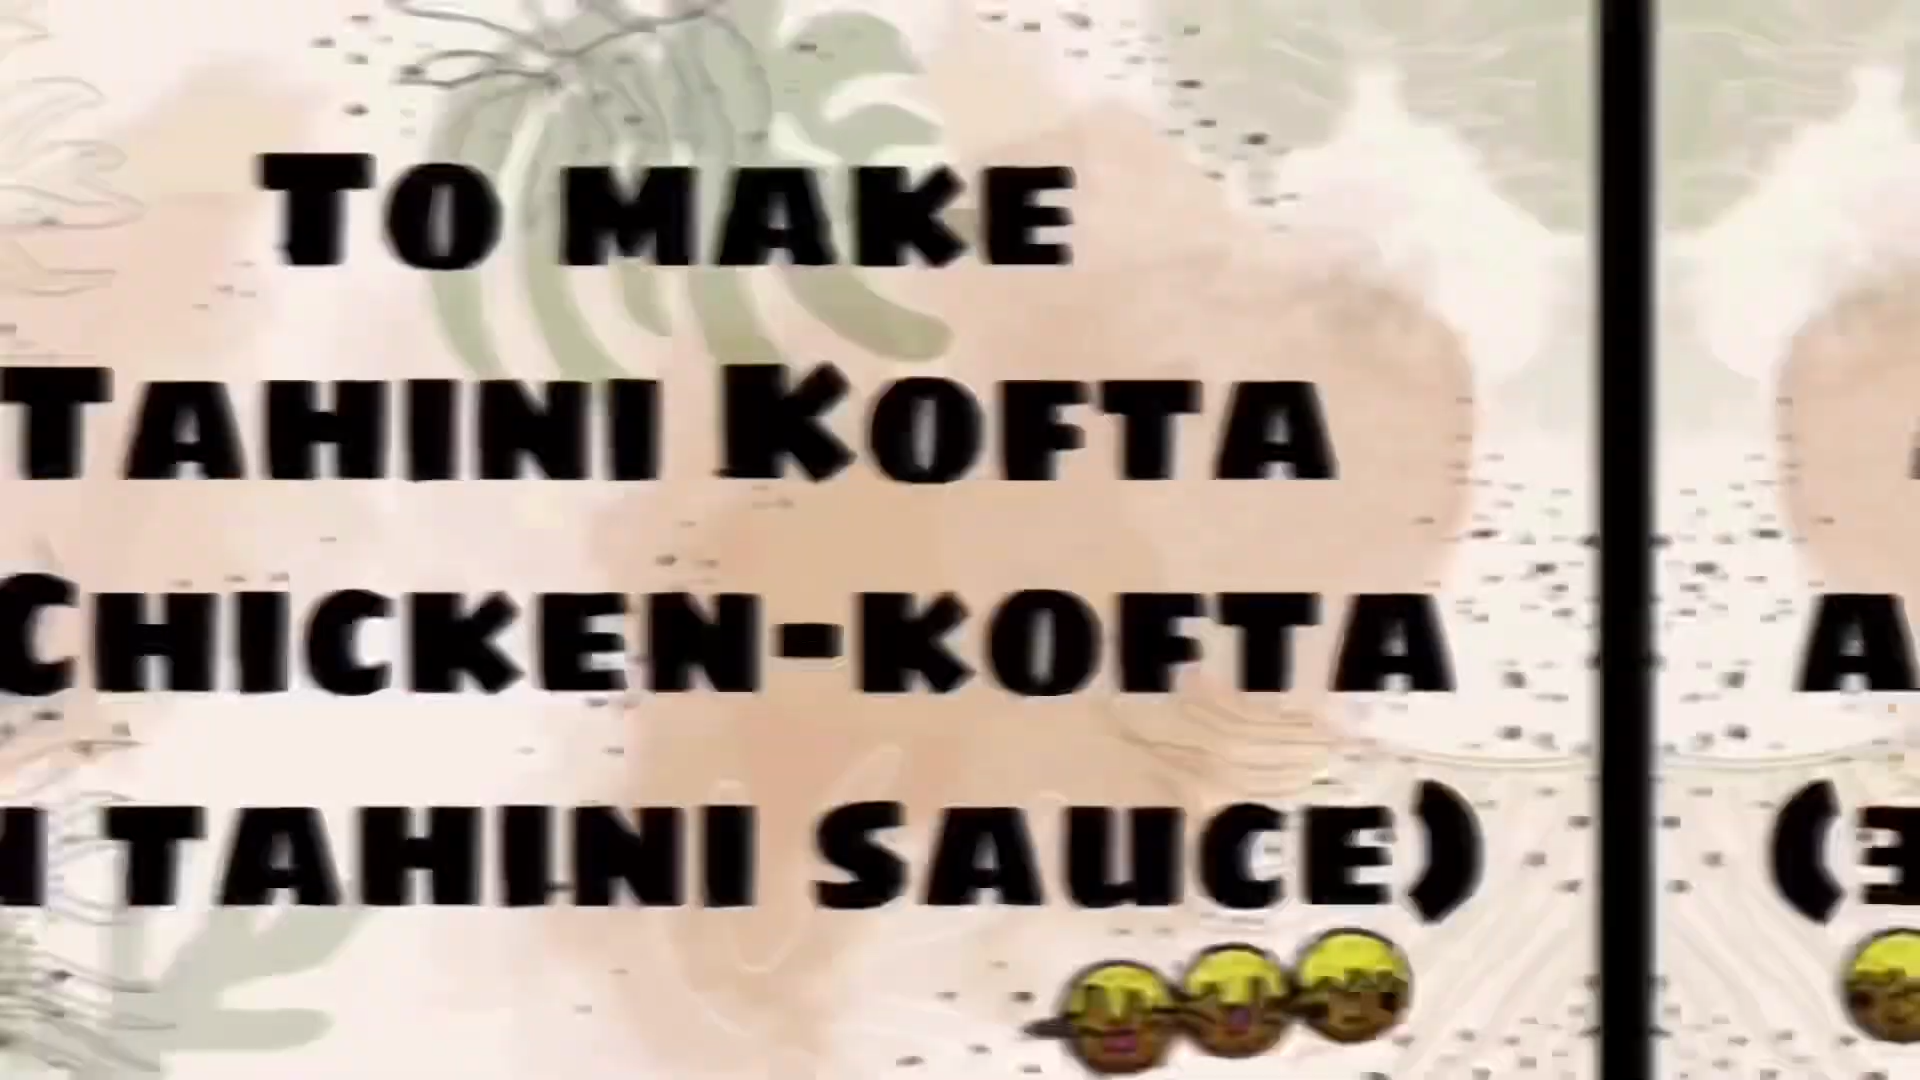 To make
Tahini Kofta
Chicken-kofta
tahini sauce)